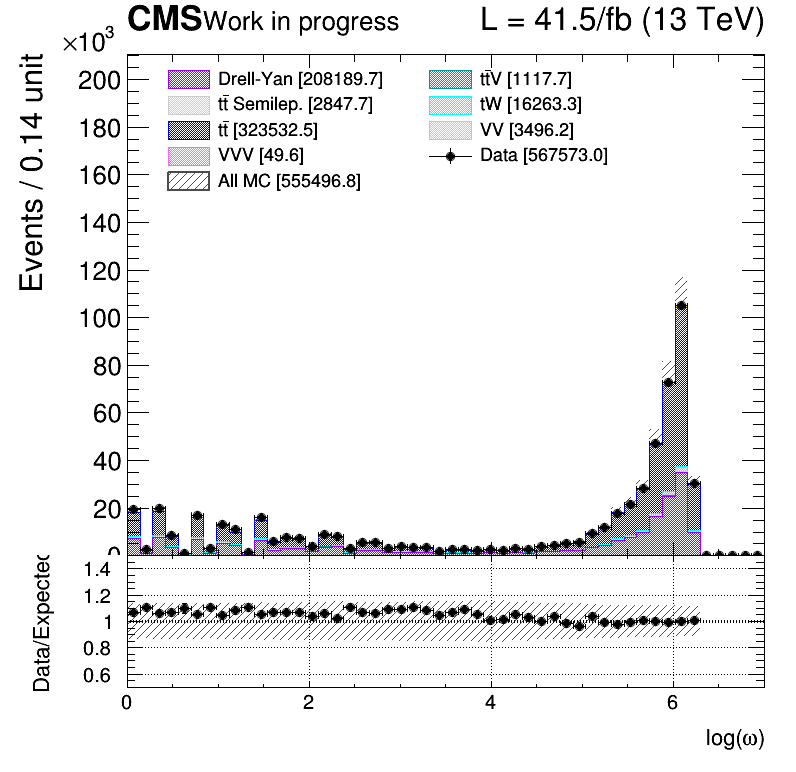 CMS Work in progress L = 41.5/fb (13 TeV)
×10³
Events / 0.14 unit
200
180
160
140
120
100
80
60
40
20
0
Drell-Yan [208189.7]
tt̄ Semilep. [2847.7]
tt̄ [323532.5]
VVV [49.6]
All MC [555496.8]
tt̄V [1117.7]
tW [16263.3]
VV [3496.2]
Data [567573.0]
Data/Expected
1.4
1.2
1
0.8
0.6
0 2 4 6
log(ω)